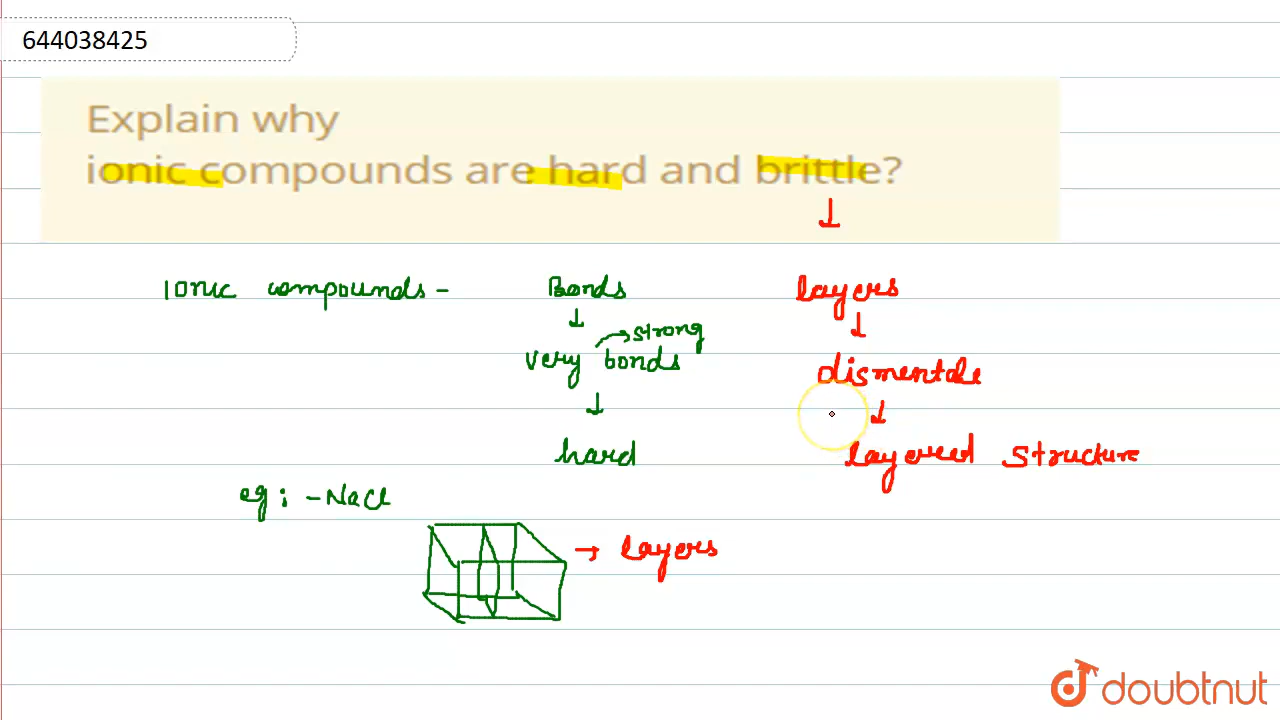 644038425
Explain why
ionic compounds are hard and brittle?
Ionic compounds - Bonds layers
strong
very bonds dismentale
hard layered structure
eg: - NaCl
→ layers
doubtnut